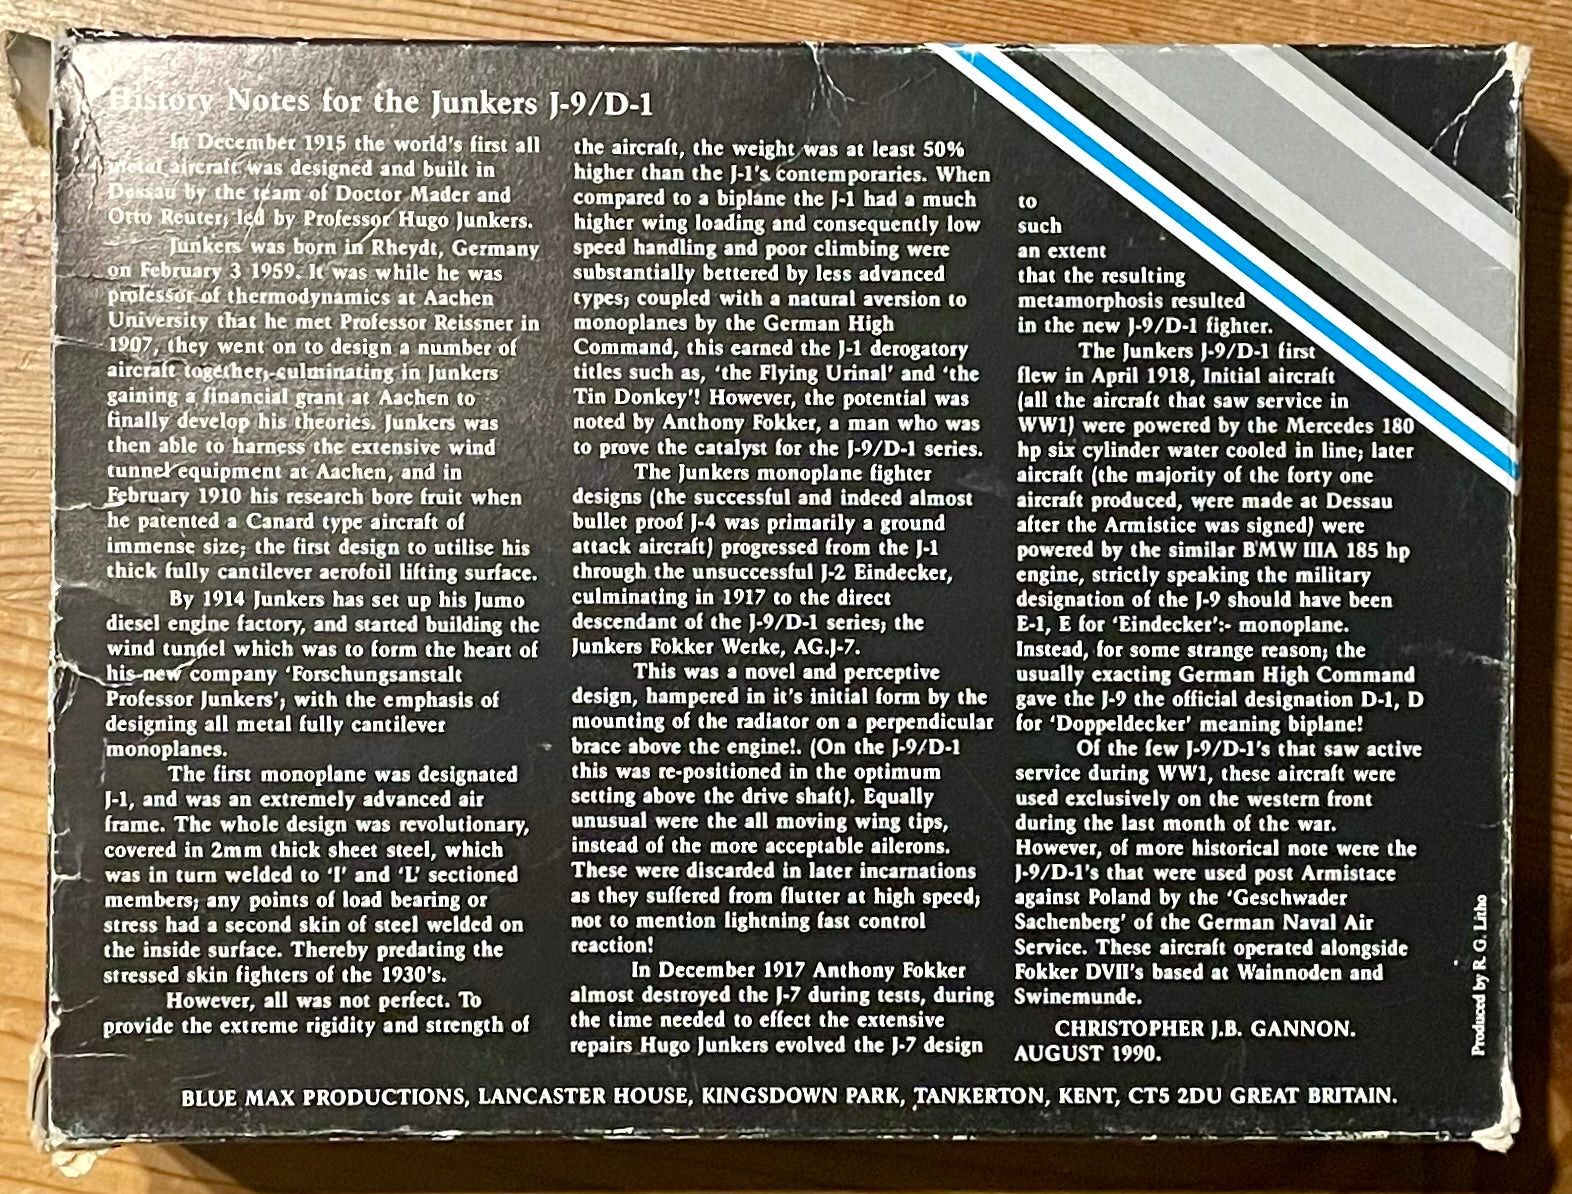 History Notes for the Junkers J-9/D-1
In December 1915 the world's first all
metal aircraft was designed and built in
Dessau by the team of Doctor Mader and
Otto Reuter; led by Professor Hugo Junkers.
Junkers was born in Rheydt, Germany
on February 3 1959. It was while he was
professor of thermodynamics at Aachen
University that he met Professor Reissner in
1907, they went on to design a number of
aircraft together, culminating in Junkers
gaining a financial grant at Aachen to
finally develop his theories. Junkers was
then able to harness the extensive wind
tunnel equipment at Aachen, and in
February 1910 his research bore fruit when
he patented a Canard type aircraft of
immense size; the first design to utilise his
thick fully cantilever aerofoil lifting surface.
By 1914 Junkers has set up his Jumo
diesel engine factory, and started building the
wind tunnel which was to form the heart of
his new company 'Forschungsanstalt
Professor Junkers'; with the emphasis of
designing all metal fully cantilever
monoplanes.
The first monoplane was designated
J-1, and was an extremely advanced air
frame. The whole design was revolutionary,
covered in 2mm thick sheet steel, which
was in turn welded to 'I' and 'L' sectioned
members; any points of load bearing or
stress had a second skin of steel welded on
the inside surface. Thereby predating the
stressed skin fighters of the 1930's.
However, all was not perfect. To
provide the extreme rigidity and strength of
the aircraft, the weight was at least 50%
higher than the J-1's contemporaries. When
compared to a biplane the J-1 had a much
higher wing loading and consequently low
speed handling and poor climbing were
substantially bettered by less advanced
types; coupled with a natural aversion to
monoplanes by the German High
Command, this earned the J-1 derogatory
titles such as, 'the Flying Urinal' and 'the
Tin Donkey'! However, the potential was
noted by Anthony Fokker, a man who was
to prove the catalyst for the J-9/D-1 series.
The Junkers monoplane fighter
designs (the successful and indeed almost
bullet proof J-4 was primarily a ground
attack aircraft) progressed from the J-1
through the unsuccessful J-2 Eindecker,
culminating in 1917 to the direct
descendant of the J-9/D-1 series; the
Junkers Fokker Werke, AG.J-7.
This was a novel and perceptive
design, hampered in it's initial form by the
mounting of the radiator on a perpendicular
brace above the engine!. (On the J-9/D-1
this was re-positioned in the optimum
setting above the drive shaft). Equally
unusual were the all moving wing tips,
instead of the more acceptable ailerons.
These were discarded in later incarnations
as they suffered from flutter at high speed;
not to mention lightning fast control
reaction!
In December 1917 Anthony Fokker
almost destroyed the J-7 during tests, during
the time needed to effect the extensive
repairs Hugo Junkers evolved the J-7 design
to
such
an extent
that the resulting
metamorphosis resulted
in the new J-9/D-1 fighter.
The Junkers J-9/D-1 first
flew in April 1918, Initial aircraft
(all the aircraft that saw service in
WW1) were powered by the Mercedes 180
hp six cylinder water cooled in line; later
aircraft (the majority of the forty one
aircraft produced, were made at Dessau
after the Armistice was signed) were
powered by the similar BMW IIIA 185 hp
engine, strictly speaking the military
designation of the J-9 should have been
E-1, E for 'Eindecker':- monoplane.
Instead, for some strange reason; the
usually exacting German High Command
gave the J-9 the official designation D-1, D
for 'Doppeldecker' meaning biplane!
Of the few J-9/D-1's that saw active
service during WW1, these aircraft were
used exclusively on the western front
during the last month of the war.
However, of more historical note were the
J-9/D-1's that were used post Armistace
against Poland by the 'Geschwader
Sachenberg' of the German Naval Air
Service. These aircraft operated alongside
Fokker DVII's based at Wainnoden and
Swinemunde.
CHRISTOPHER J.B. GANNON.
AUGUST 1990.
Produced by R. G. Litho
BLUE MAX PRODUCTIONS, LANCASTER HOUSE, KINGSDOWN PARK, TANKERTON, KENT, CT5 2DU GREAT BRITAIN.